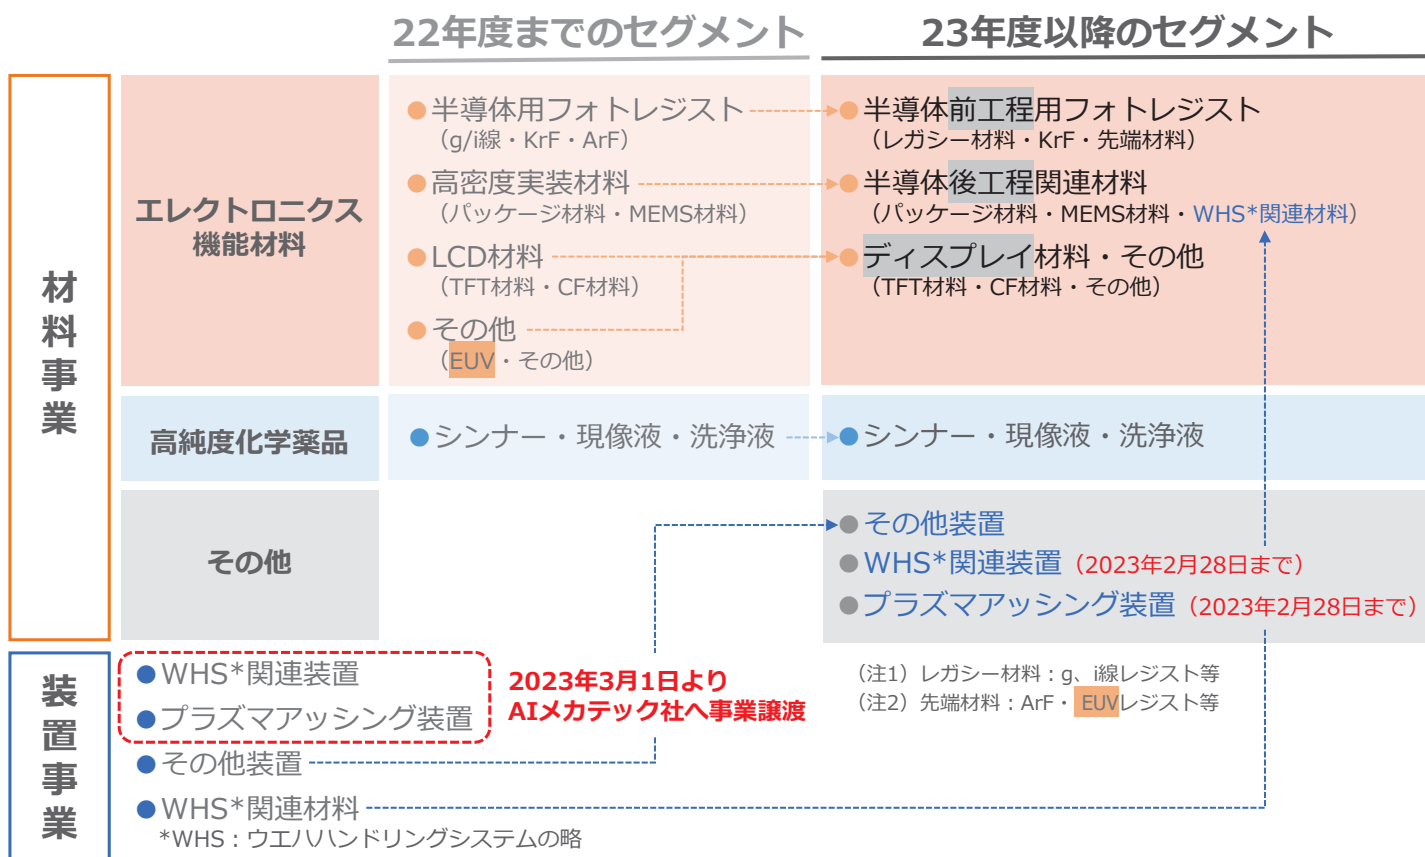 22年度までのセグメント
23年度以降のセグメント
材料事業
エレクトロニクス
機能材料
●半導体用フォトレジスト
（g/i線・KrF・ArF）
●高密度実装材料
（パッケージ材料・MEMS材料）
●LCD材料
（TFT材料・CF材料）
●その他
（EUV・その他）
●半導体前工程用フォトレジスト
（レガシー材料・KrF・先端材料）
●半導体後工程関連材料
（パッケージ材料・MEMS材料・WHS*関連材料）
●ディスプレイ材料・その他
（TFT材料・CF材料・その他）
高純度化学薬品
●シンナー・現像液・洗浄液
●シンナー・現像液・洗浄液
その他
●その他装置
●WHS*関連装置（2023年2月28日まで）
●プラズマアッシング装置（2023年2月28日まで）
装置事業
●WHS*関連装置
●プラズマアッシング装置
●その他装置
●WHS*関連材料
*WHS：ウエハハンドリングシステムの略
2023年3月1日より
AIメカテック社へ事業譲渡
（注1）レガシー材料：g、i線レジスト等
（注2）先端材料：ArF・EUVレジスト等